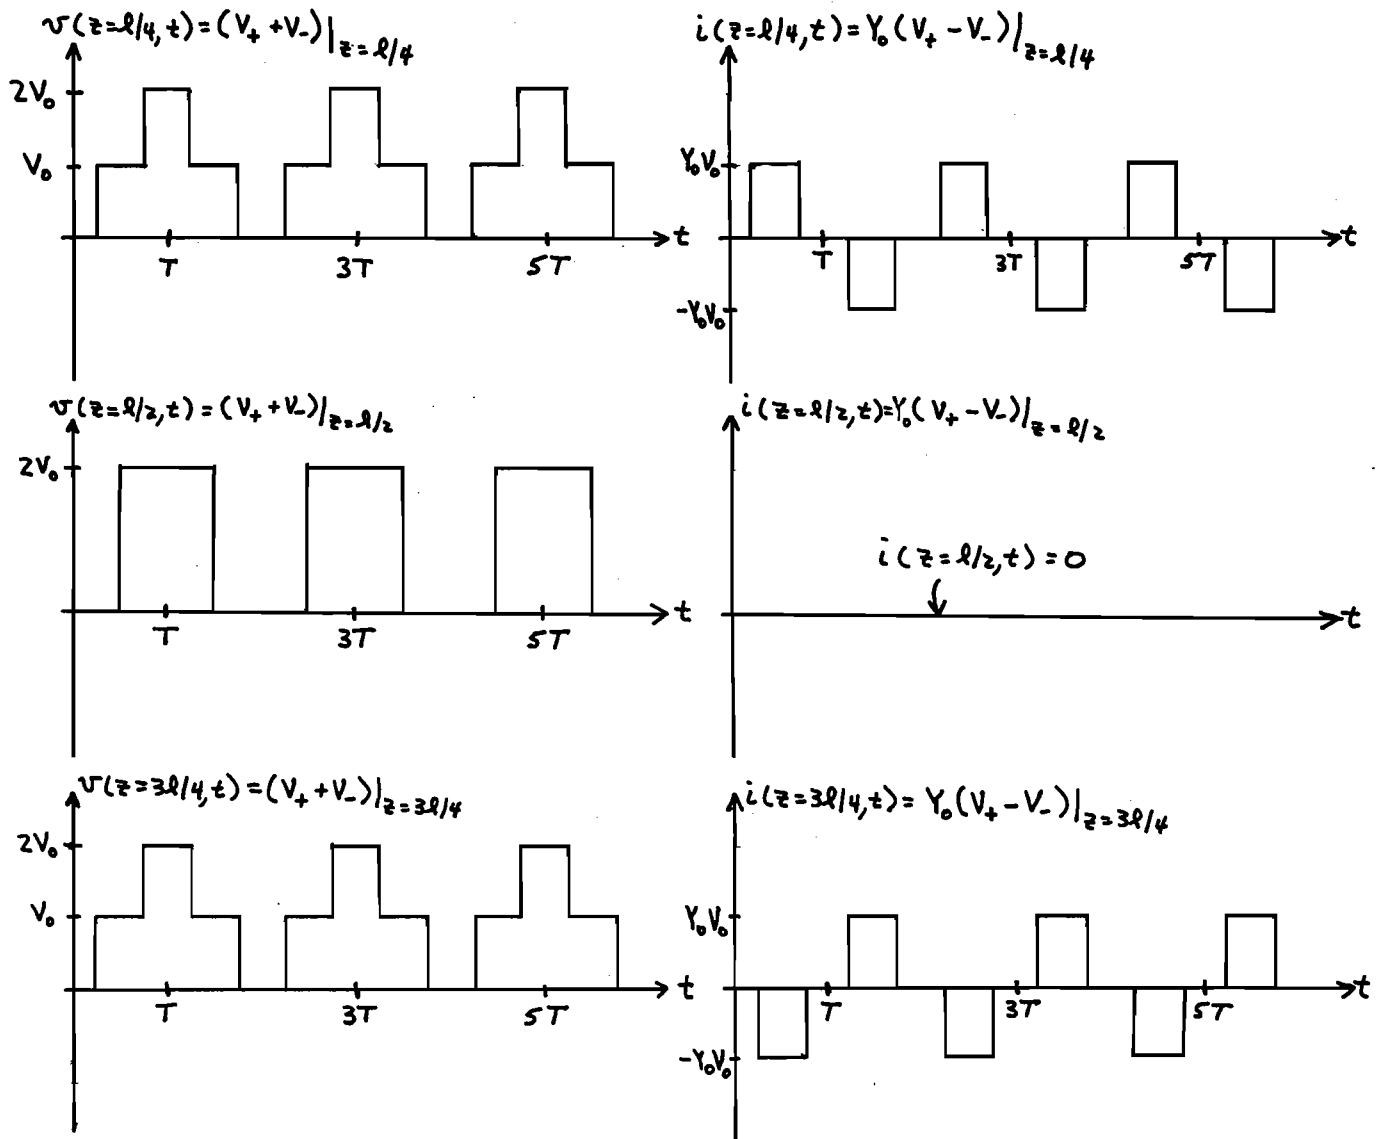 v(z=l/4,t)=(V₊+V₋)|z=l/4
2V₀
V₀
T 3T 5T t
i(z=l/4,t)=Y₀(V₊-V₋)|z=l/4
Y₀V₀
T 3T 5T t
-Y₀V₀
v(z=l/2,t)=(V₊+V₋)|z=l/2
2V₀
T 3T 5T t
i(z=l/2,t)=Y₀(V₊-V₋)|z=l/2
i(z=l/2,t)=0
t
v(z=3l/4,t)=(V₊+V₋)|z=3l/4
2V₀
V₀
T 3T 5T t
i(z=3l/4,t)=Y₀(V₊-V₋)|z=3l/4
Y₀V₀
T 3T 5T t
-Y₀V₀